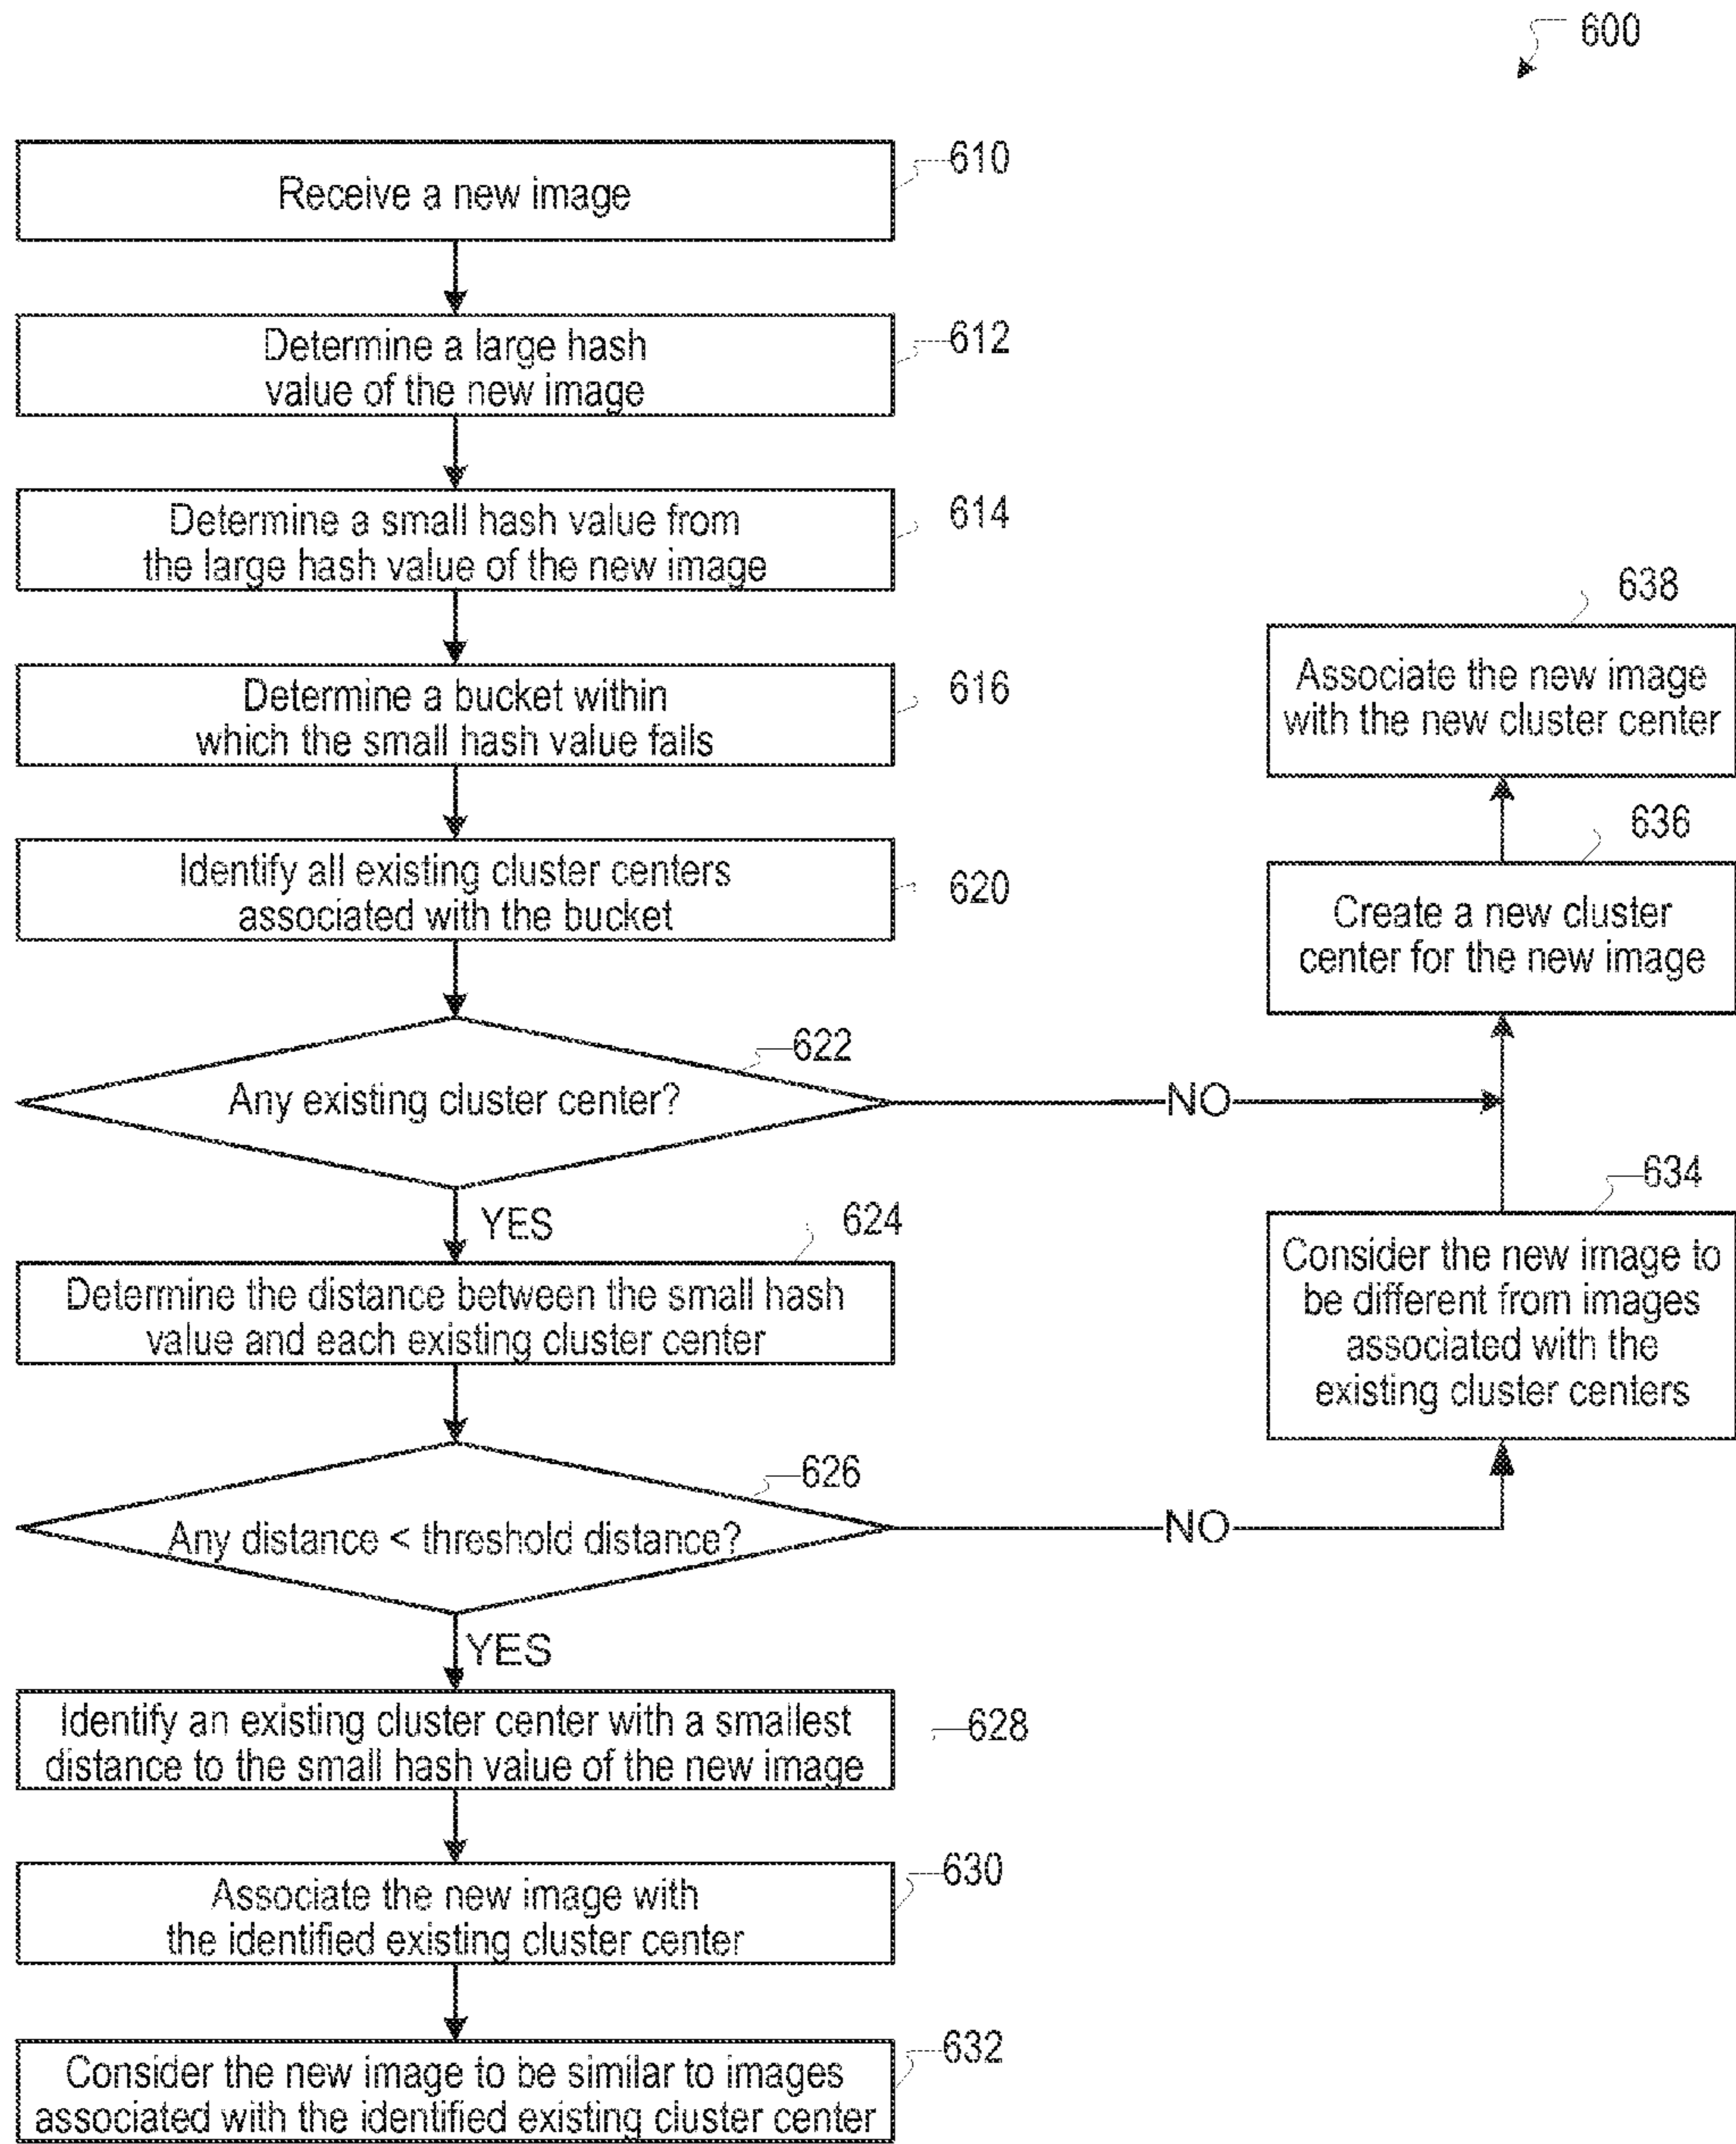 600
610
Receive a new image
612
Determine a large hash
value of the new image
614
Determine a small hash value from
the large hash value of the new image
616
Determine a bucket within
which the small hash value falls
620
Identify all existing cluster centers
associated with the bucket
622
Any existing cluster center?
NO
YES
624
Determine the distance between the small hash
value and each existing cluster center
626
Any distance < threshold distance?
NO
YES
628
Identify an existing cluster center with a smallest
distance to the small hash value of the new image
630
Associate the new image with
the identified existing cluster center
632
Consider the new image to be similar to images
associated with the identified existing cluster center
638
Associate the new image
with the new cluster center
636
Create a new cluster
center for the new image
634
Consider the new image to
be different from images
associated with the
existing cluster centers